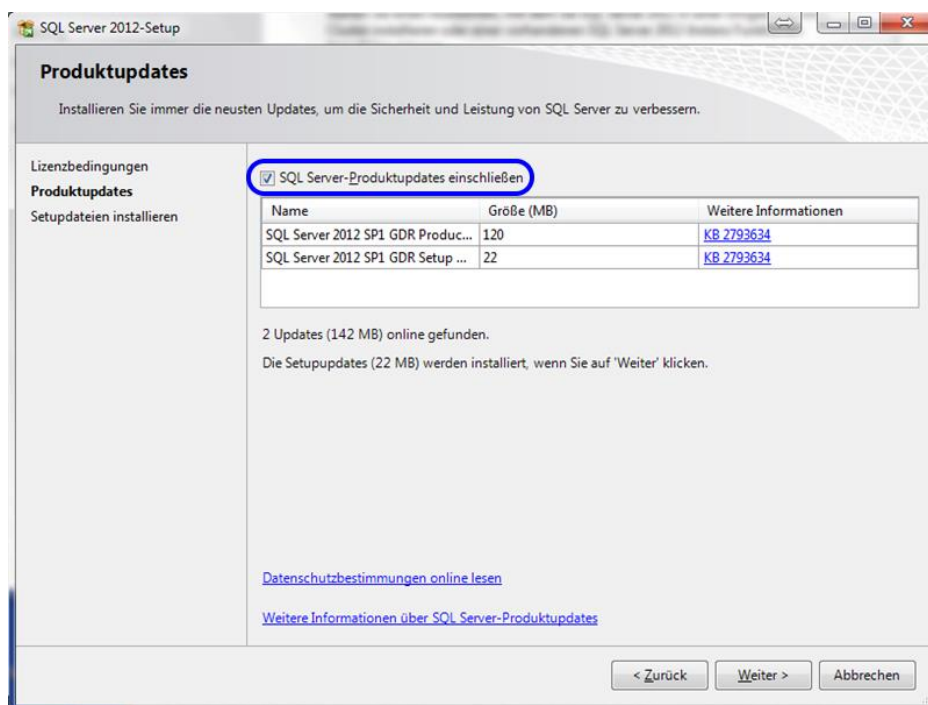 SQL Server 2012-Setup
Produktupdates
Installieren Sie immer die neusten Updates, um die Sicherheit und Leistung von SQL Server zu verbessern.
Lizenzbedingungen
Produktupdates
Setupdateien installieren
SQL Server-Produktupdates einschließen
Name Größe (MB) Weitere Informationen
SQL Server 2012 SP1 GDR Produc... 120 KB 2793634
SQL Server 2012 SP1 GDR Setup ... 22 KB 2793634
2 Updates (142 MB) online gefunden.
Die Setupupdates (22 MB) werden installiert, wenn Sie auf 'Weiter' klicken.
Datenschutzbestimmungen online lesen
Weitere Informationen über SQL Server-Produktupdates
< Zurück Weiter > Abbrechen